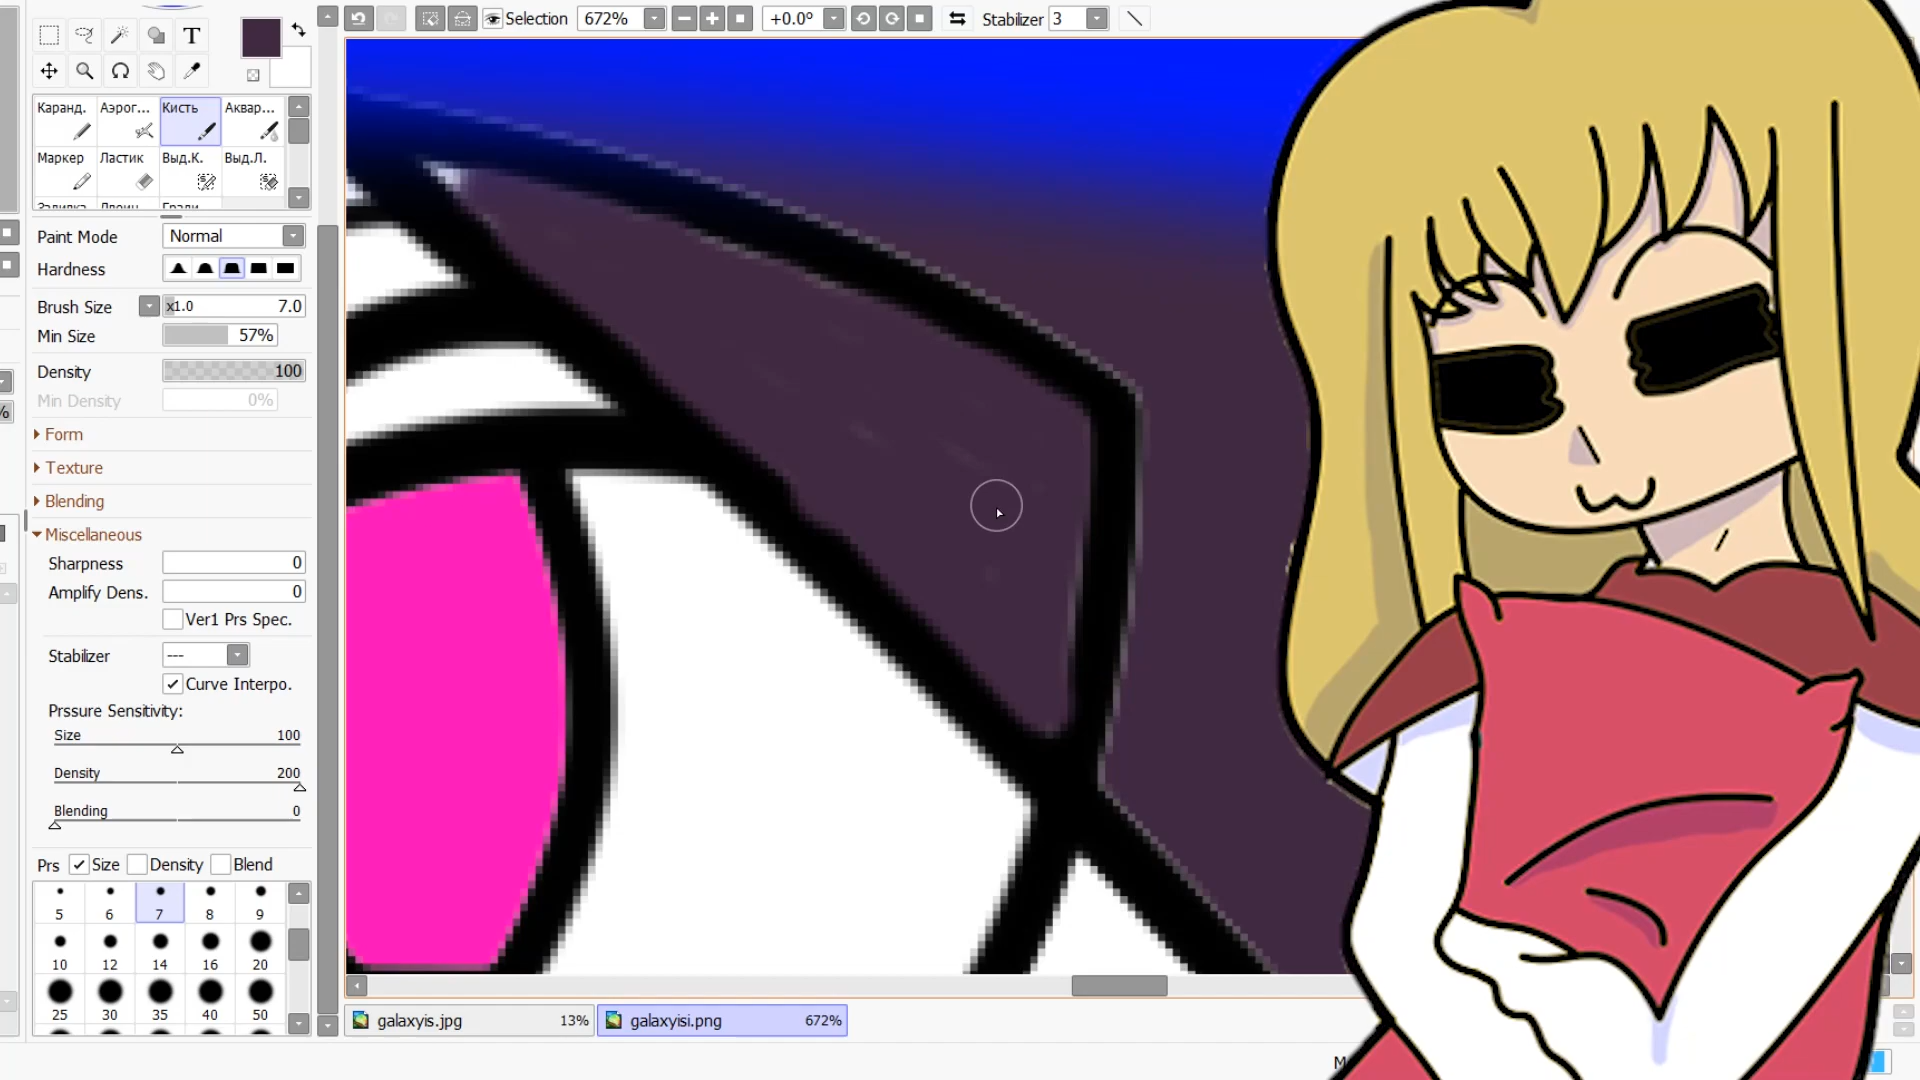 Selection 672% +0.0° Stabilizer 3
T
Каранд. Аэрог... Кисть Аквар...
Маркер Ластик Выд.К. Выд.Л.
Paint Mode Normal
Hardness
Brush Size x1.0 7.0
Min Size 57%
Density 100
Min Density 0%
Form
Texture
Blending
Miscellaneous
Sharpness 0
Amplify Dens. 0
Ver1 Prs Spec.
Stabilizer ---
Curve Interpo.
Prssure Sensitivity:
Size 100
Density 200
Blending 0
Prs Size Density Blend
5 6 7 8 9
10 12 14 16 20
25 30 35 40 50
galaxyis.jpg 13% galaxyisi.png 672%
%